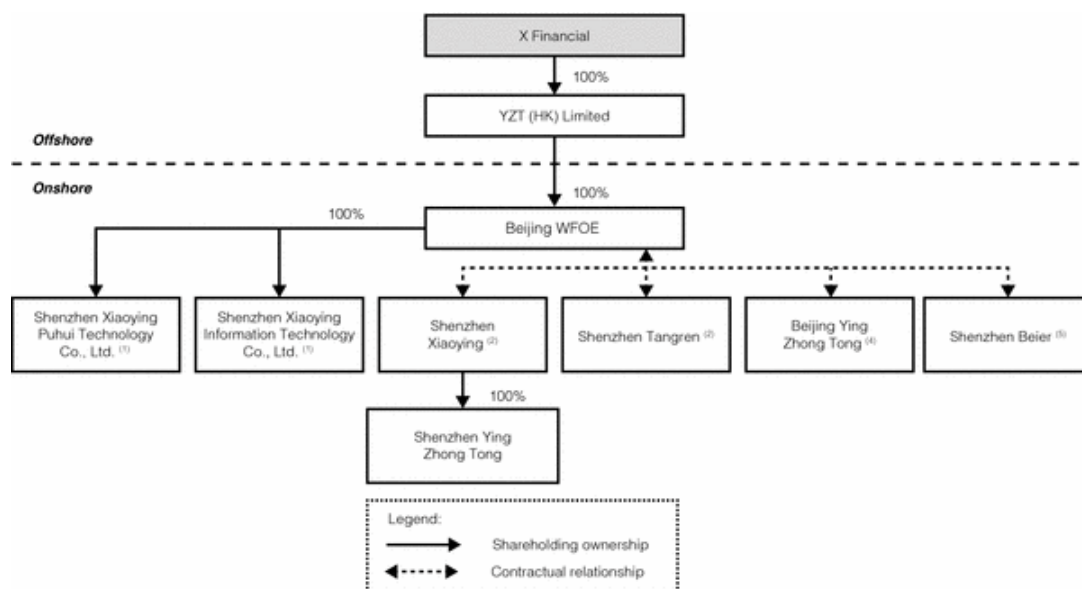 X Financial
100%
YZT (HK) Limited
Offshore
Onshore
100%
100%
Beijing WFOE
Shenzhen Xiaoying
Puhui Technology
Co., Ltd. (1)
Shenzhen Xiaoying
Information Technology
Co., Ltd. (1)
Shenzhen
Xiaoying (2)
Shenzhen Tangren (2)
Beijing Ying
Zhong Tong (4)
Shenzhen Beier (5)
100%
Shenzhen Ying
Zhong Tong
Legend:
Shareholding ownership
Contractual relationship